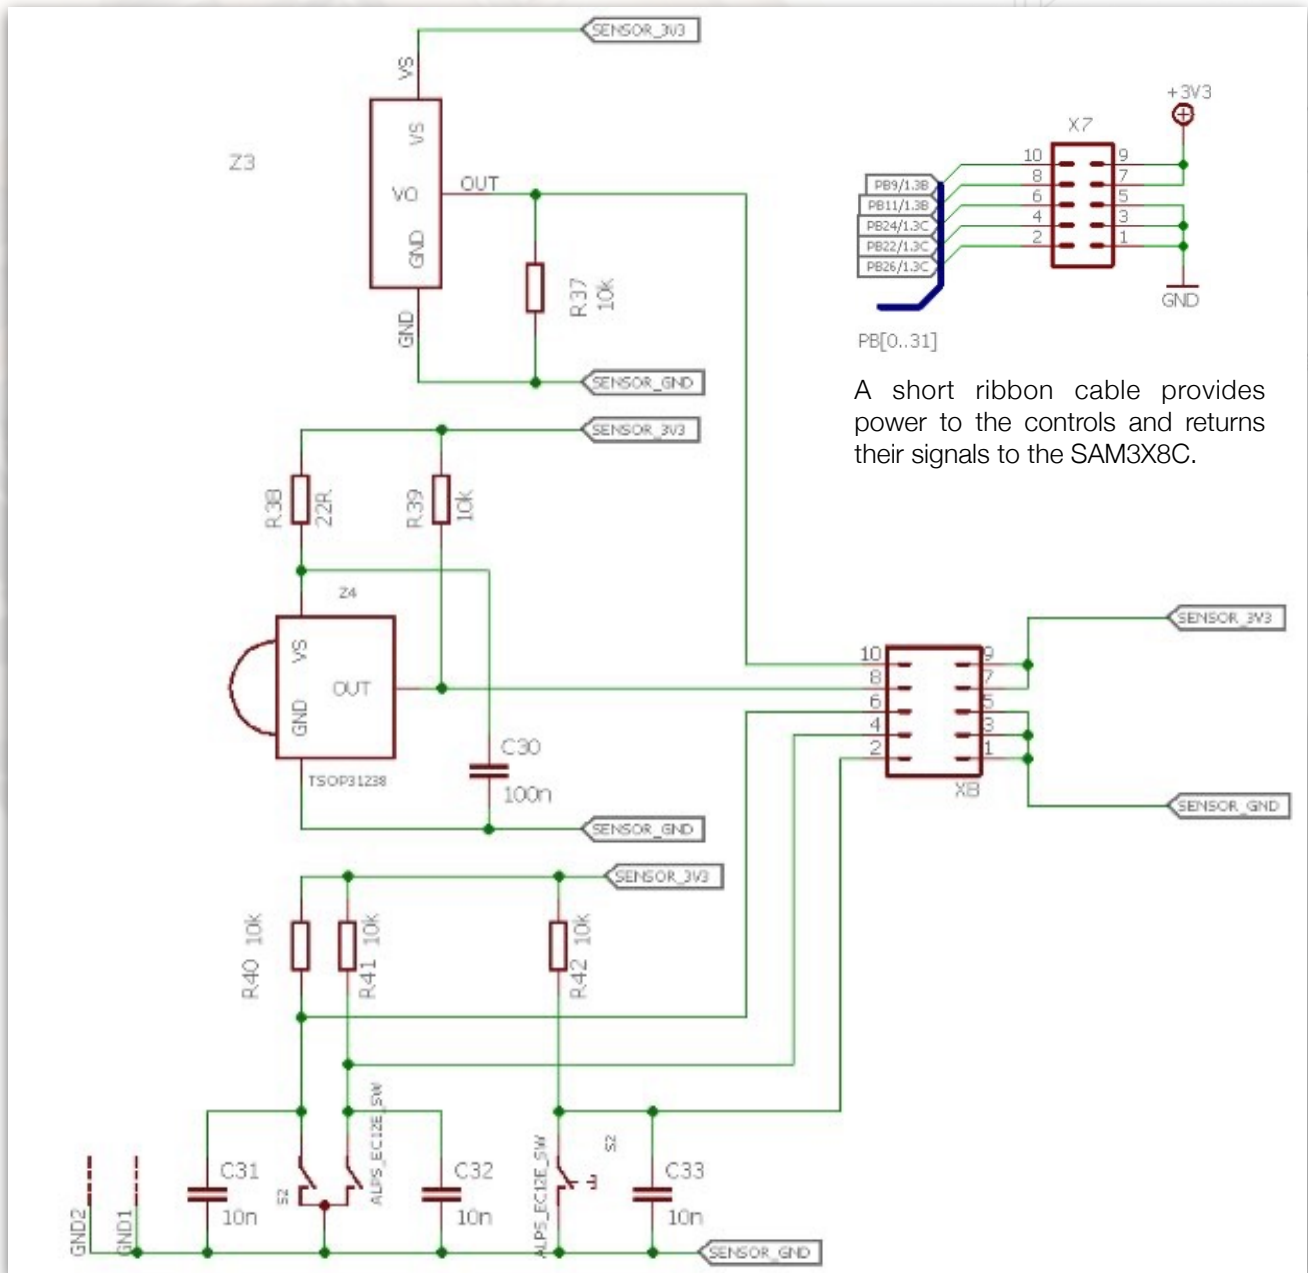 SENSOR_3V3
VS
VS
Z3
VO
OUT
GND
GND
R37
10k
SENSOR_GND
+3V3
X7
10 9
8 7
6 5
4 3
2 1
PB9/1.3B
PB11/1.3B
PB24/1.3C
PB22/1.3C
PB26/1.3C
GND
PB[0..31]
A short ribbon cable provides
power to the controls and returns
their signals to the SAM3X8C.
SENSOR_3V3
R38
22R
R39
10k
Z4
VS
OUT
GND
TSOP31238
C30
100n
SENSOR_GND
SENSOR_3V3
10 9
8 7
6 5
4 3
2 1
X8
SENSOR_GND
SENSOR_3V3
R40 10k
R41 10k
R42 10k
ALPS_EC12E_SW
S2
C31
10n
C32
10n
ALPS_EC12E_SW
S2
C33
10n
GND2
GND1
SENSOR_GND